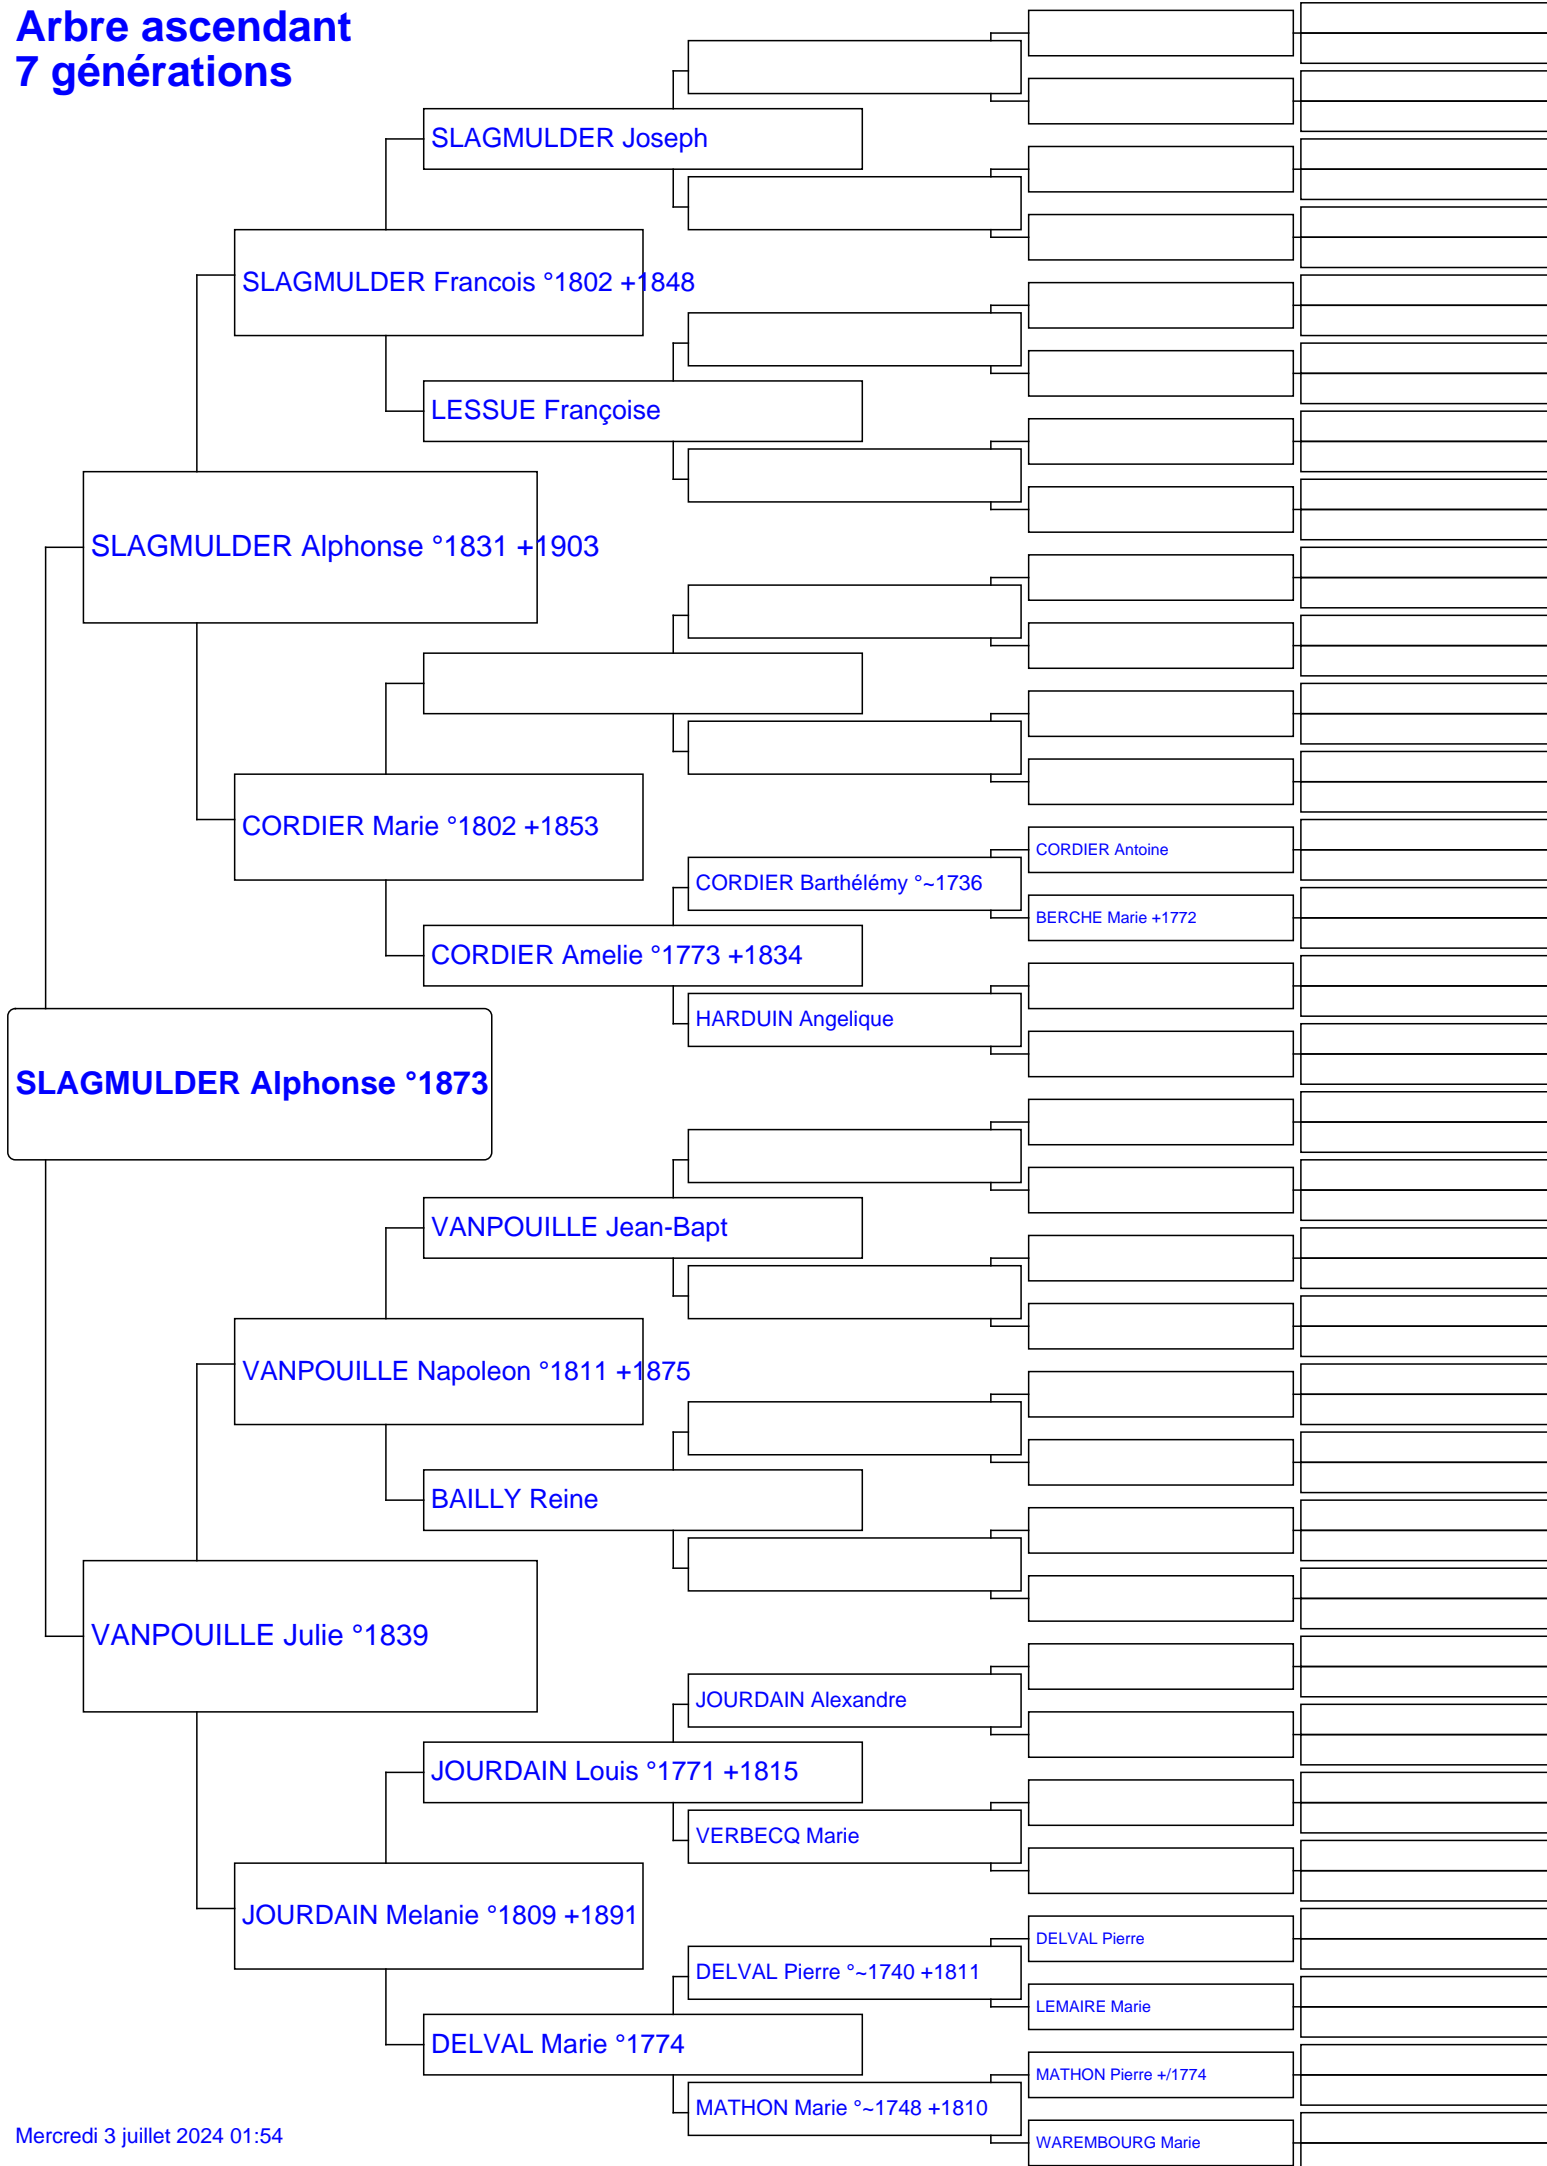 Arbre ascendant
7 générations
SLAGMULDER Joseph
SLAGMULDER Francois °1802 +1848
LESSUE Françoise
SLAGMULDER Alphonse °1831 +1903
CORDIER Antoine
CORDIER Marie °1802 +1853
CORDIER Barthélémy °~1736
BERCHE Marie +1772
CORDIER Amelie °1773 +1834
HARDUIN Angelique
SLAGMULDER Alphonse °1873
VANPOUILLE Jean-Bapt
VANPOUILLE Napoleon °1811 +1875
BAILLY Reine
VANPOUILLE Julie °1839
JOURDAIN Alexandre
JOURDAIN Louis °1771 +1815
VERBECQ Marie
JOURDAIN Melanie °1809 +1891
DELVAL Pierre
DELVAL Pierre °~1740 +1811
LEMAIRE Marie
DELVAL Marie °1774
MATHON Pierre +/1774
MATHON Marie °~1748 +1810
WAREMBOURG Marie
Mercredi 3 juillet 2024 01:54